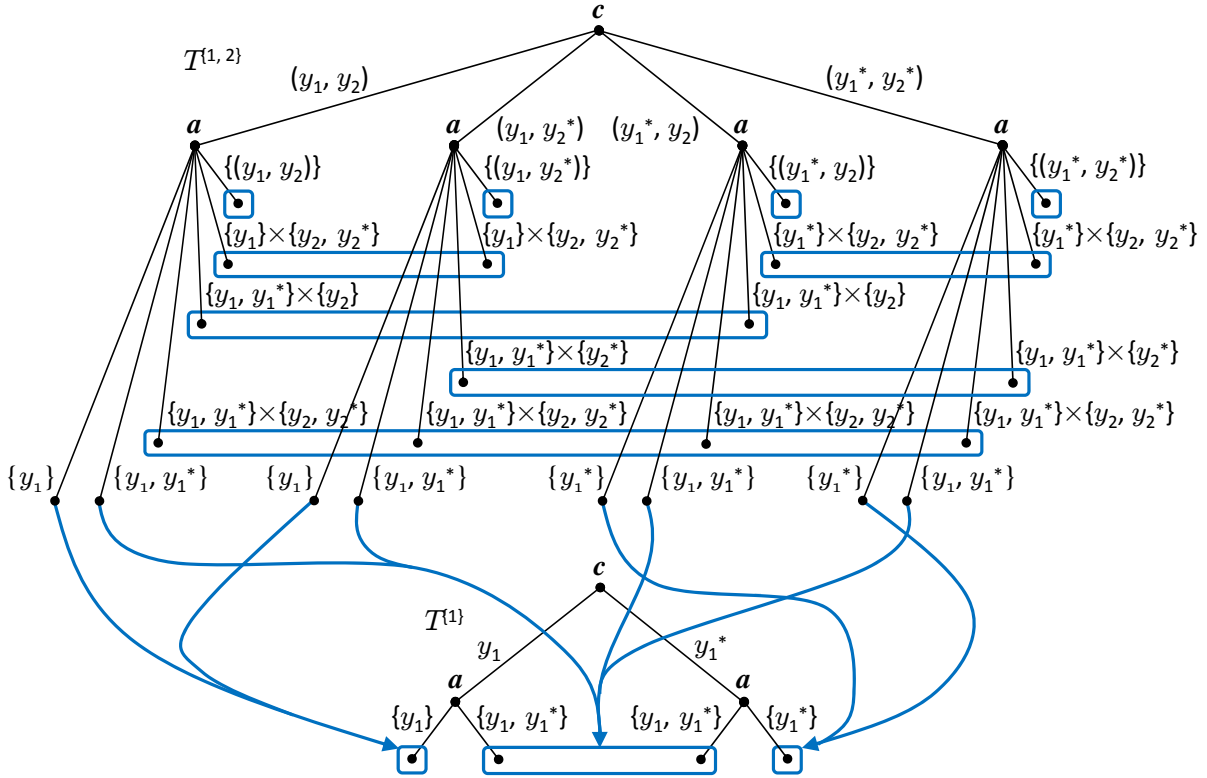 c
T^{1, 2}
(y₁, y₂) (y₁*, y₂*)
a a (y₁, y₂*) (y₁*, y₂) a a
{(y₁, y₂)} {(y₁, y₂*)} {(y₁*, y₂)} {(y₁*, y₂*)}
{y₁}×{y₂, y₂*} {y₁}×{y₂, y₂*} {y₁*}×{y₂, y₂*} {y₁*}×{y₂, y₂*}
{y₁, y₁*}×{y₂} {y₁, y₁*}×{y₂}
{y₁, y₁*}×{y₂*} {y₁, y₁*}×{y₂*}
{y₁, y₁*}×{y₂, y₂*} {y₁, y₁*}×{y₂, y₂*} {y₁, y₁*}×{y₂, y₂*} {y₁, y₁*}×{y₂, y₂*}
{y₁} {y₁, y₁*} {y₁} {y₁, y₁*} {y₁*} {y₁, y₁*} {y₁*} {y₁, y₁*}
c
T^{1}
y₁ y₁*
a a
{y₁} {y₁, y₁*} {y₁, y₁*} {y₁*}